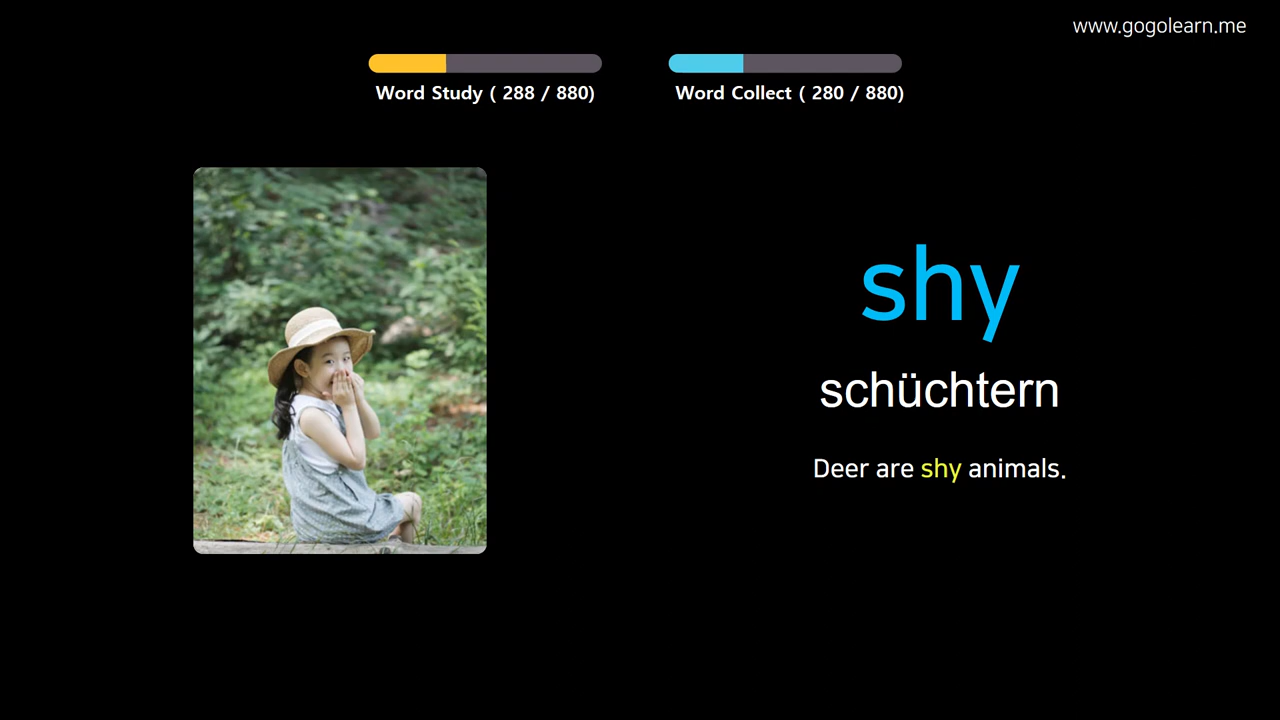 www.gogolearn.me
Word Study ( 288 / 880)
Word Collect ( 280 / 880)
shy
schüchtern
Deer are shy animals.